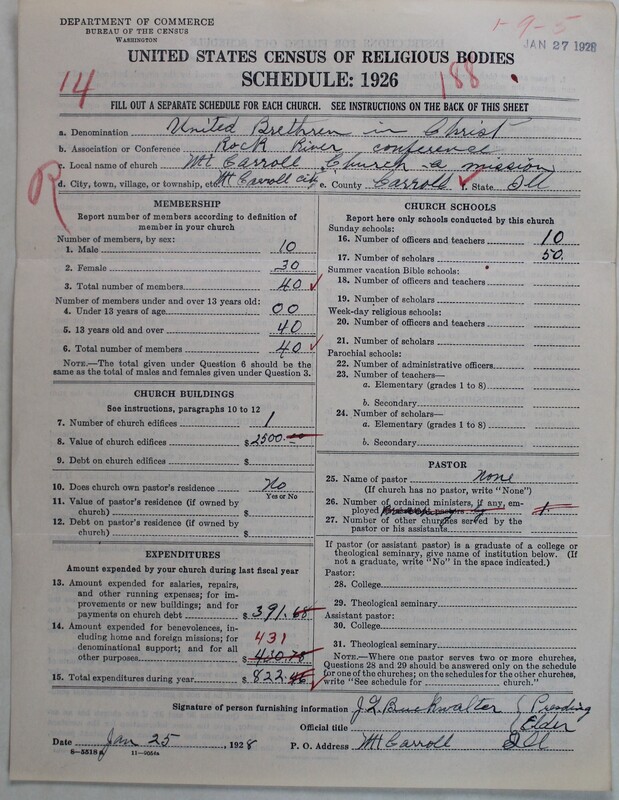 DEPARTMENT OF COMMERCE
BUREAU OF THE CENSUS
WASHINGTON
1-9-5
JAN 27 1928
UNITED STATES CENSUS OF RELIGIOUS BODIES
SCHEDULE: 1926
14
188
FILL OUT A SEPARATE SCHEDULE FOR EACH CHURCH. SEE INSTRUCTIONS ON THE BACK OF THIS SHEET
a. Denomination United Brethren in Christ
b. Association or Conference Rock River conference
c. Local name of church Mt Carroll Church - a mission
d. City, town, village, or township, etc. Mt Carroll city e. County Carroll f. State Ill
R
MEMBERSHIP
Report number of members according to definition of member in your church
Number of members, by sex:
1. Male 10
2. Female 30
3. Total number of members 40
Number of members under and over 13 years old:
4. Under 13 years of age 00
5. 13 years old and over 40
6. Total number of members 40
NOTE.—The total given under Question 6 should be the same as the total of males and females given under Question 3.
CHURCH BUILDINGS
See instructions, paragraphs 10 to 12
7. Number of church edifices 1
8. Value of church edifices $ 2500.00
9. Debt on church edifices $
10. Does church own pastor's residence No
Yes or No
11. Value of pastor's residence (if owned by church) $
12. Debt on pastor's residence (if owned by church) $
EXPENDITURES
Amount expended by your church during last fiscal year
13. Amount expended for salaries, repairs, and other running expenses; for improvements or new buildings; and for payments on church debt $ 391.68
14. Amount expended for benevolences, including home and foreign missions; for denominational support; and for all other purposes 431 430.78
15. Total expenditures during year $ 822.46
CHURCH SCHOOLS
Report here only schools conducted by this church
Sunday schools:
16. Number of officers and teachers 10
17. Number of scholars 50.
Summer vacation Bible schools:
18. Number of officers and teachers
19. Number of scholars
Week-day religious schools:
20. Number of officers and teachers
21. Number of scholars
Parochial schools:
22. Number of administrative officers
23. Number of teachers—
a. Elementary (grades 1 to 8)
b. Secondary
24. Number of scholars—
a. Elementary (grades 1 to 8)
b. Secondary
PASTOR
25. Name of pastor None
(If church has no pastor, write "None")
26. Number of ordained ministers, if any, employed 1.
27. Number of other churches served by the pastor or his assistants
If pastor (or assistant pastor) is a graduate of a college or theological seminary, give name of institution below. (If not a graduate, write "No" in the space indicated.)
Pastor:
28. College
29. Theological seminary
Assistant pastor:
30. College
31. Theological seminary
NOTE.—Where one pastor serves two or more churches, Questions 28 and 29 should be answered only on the schedule for one of the churches; on the schedules for the other churches, write "See schedule for church."
Signature of person furnishing information J. L. Buckwalter
Official title Presiding Elder
Date Jan 25, 1928 P. O. Address Mt Carroll Ill
8-5518a 11-9056a